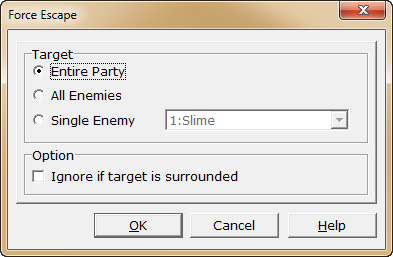 Force Escape
Target
Entire Party
All Enemies
Single Enemy 1:Slime
Option
Ignore if target is surrounded
OK Cancel Help